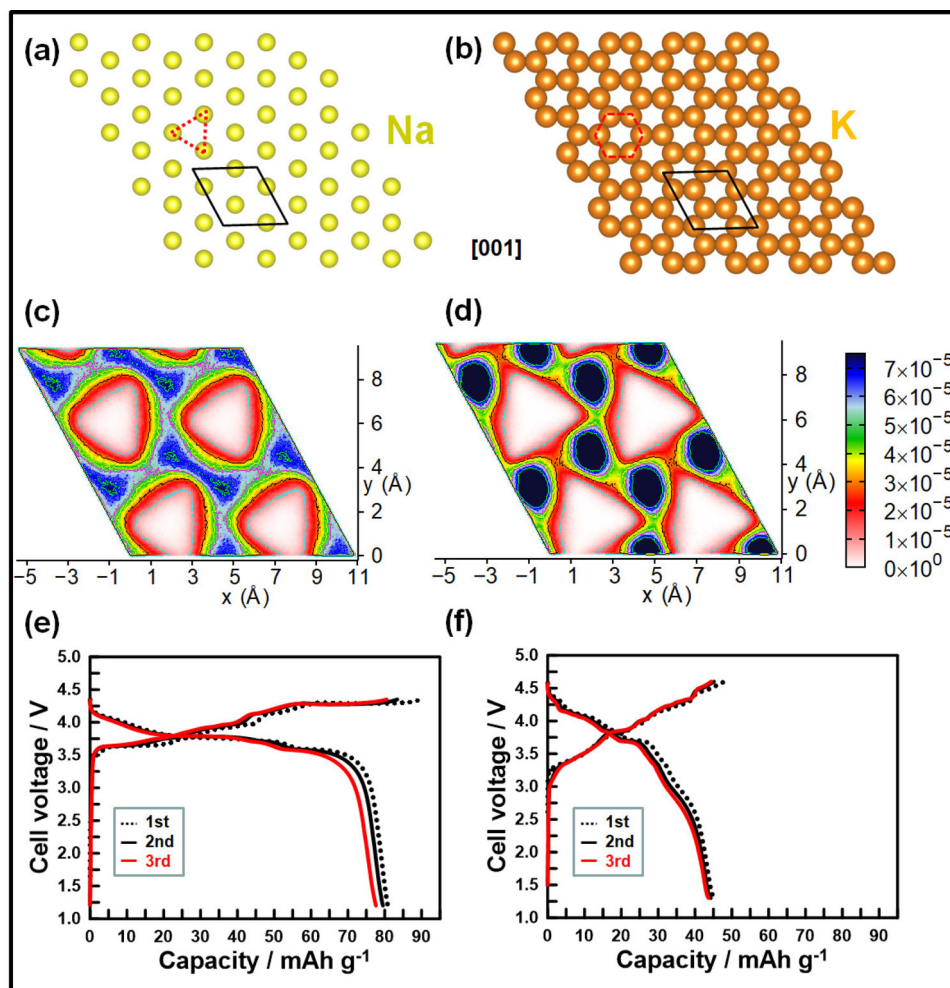 (a)
Na
(b)
K
[001]
(c)
8
6
y (Å)
4
2
0
−5 −3 −1 1 3 5 7 9 11
x (Å)
(d)
8
6
y (Å)
4
2
0
−5 −3 −1 1 3 5 7 9 11
x (Å)
7×10⁻⁵
6×10⁻⁵
5×10⁻⁵
4×10⁻⁵
3×10⁻⁵
2×10⁻⁵
1×10⁻⁵
0×10⁰
(e)
Cell voltage / V
5.0
4.5
4.0
3.5
3.0
2.5
2.0
1.5
1.0
1st
2nd
3rd
0 10 20 30 40 50 60 70 80 90
Capacity / mAh g⁻¹
(f)
Cell voltage / V
5.0
4.5
4.0
3.5
3.0
2.5
2.0
1.5
1.0
1st
2nd
3rd
0 10 20 30 40 50 60 70 80 90
Capacity / mAh g⁻¹